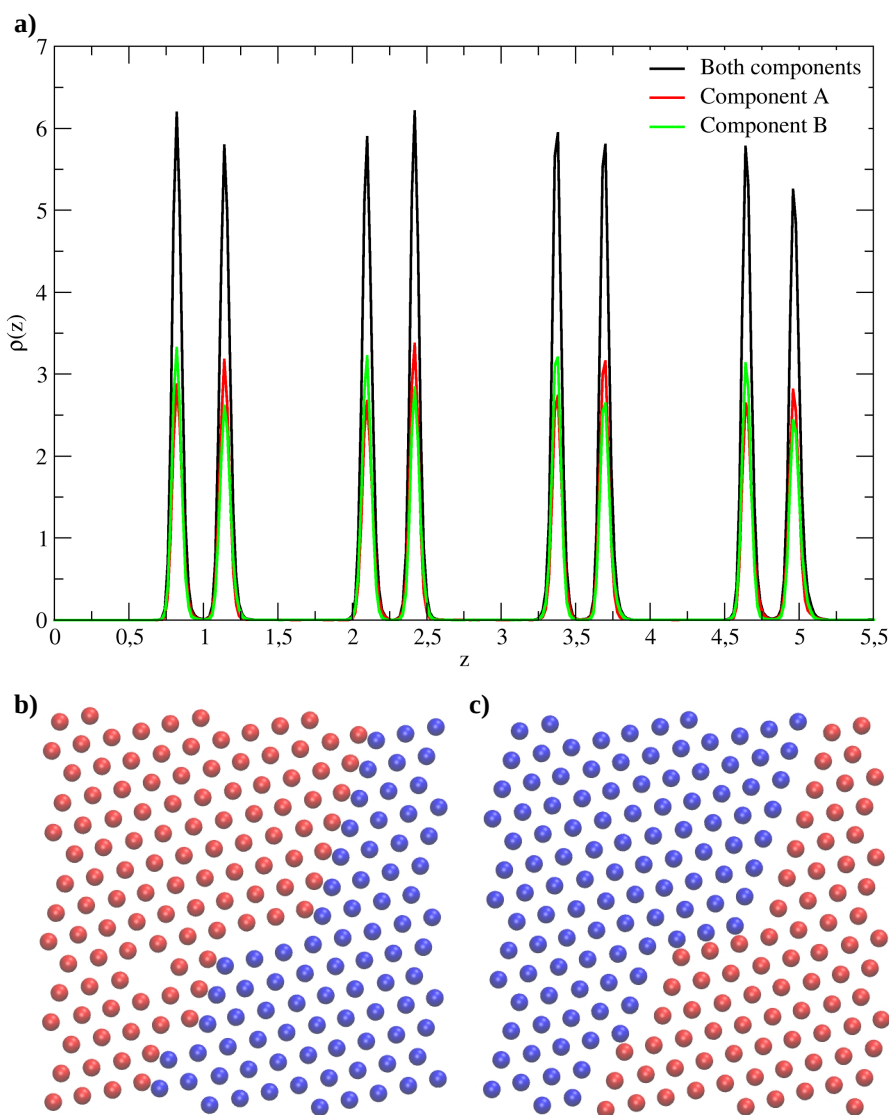 a)
7
6
5
4
3
2
1
0
ρ(z)
Both components
Component A
Component B
0 0,5 1 1,5 2 2,5 3 3,5 4 4,5 5 5,5
z
b) c)